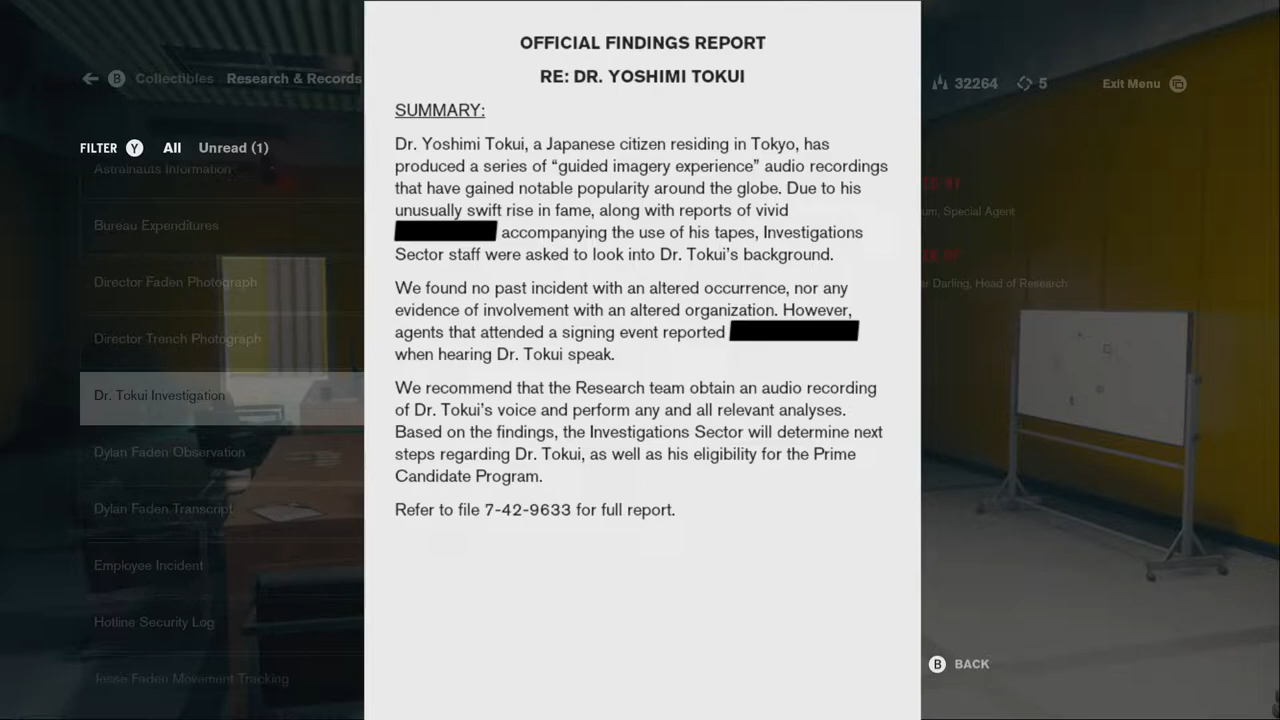 OFFICIAL FINDINGS REPORT
RE: DR. YOSHIMI TOKUI
SUMMARY:
Dr. Yoshimi Tokui, a Japanese citizen residing in Tokyo, has
produced a series of “guided imagery experience” audio recordings
that have gained notable popularity around the globe. Due to his
unusually swift rise in fame, along with reports of vivid
accompanying the use of his tapes, Investigations
Sector staff were asked to look into Dr. Tokui’s background.
We found no past incident with an altered occurrence, nor any
evidence of involvement with an altered organization. However,
agents that attended a signing event reported
when hearing Dr. Tokui speak.
We recommend that the Research team obtain an audio recording
of Dr. Tokui’s voice and perform any and all relevant analyses.
Based on the findings, the Investigations Sector will determine next
steps regarding Dr. Tokui, as well as his eligibility for the Prime
Candidate Program.
Refer to file 7-42-9633 for full report.
B Collectibles Research & Records
32264 5 Exit Menu
FILTER Y All Unread (1)
Astralnauts Information
Bureau Expenditures
Director Faden Photograph
Director Trench Photograph
Dr. Tokui Investigation
Dylan Faden Observation
Dylan Faden Transcript
Employee Incident
Hotline Security Log
Jesse Faden Movement Tracking
Special Agent
Darling, Head of Research
B BACK